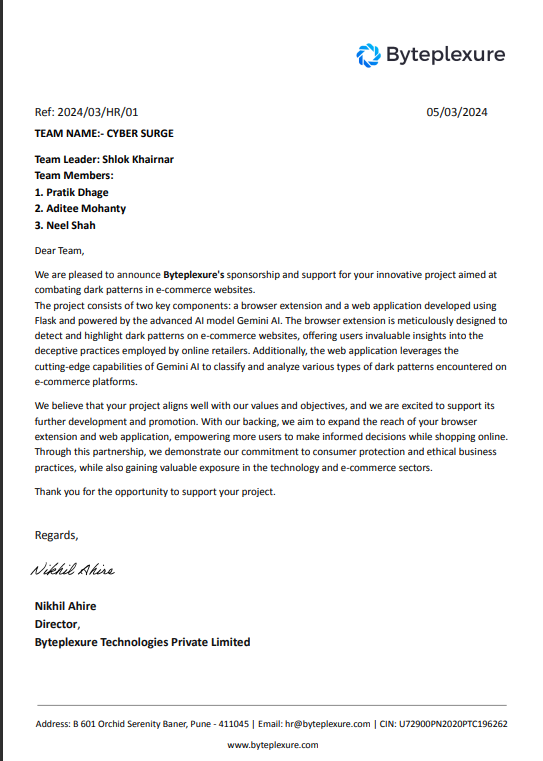 Byteplexure
Ref: 2024/03/HR/01 05/03/2024
TEAM NAME:- CYBER SURGE
Team Leader: Shlok Khairnar
Team Members:
1. Pratik Dhage
2. Aditee Mohanty
3. Neel Shah
Dear Team,
We are pleased to announce Byteplexure's sponsorship and support for your innovative project aimed at
combating dark patterns in e-commerce websites.
The project consists of two key components: a browser extension and a web application developed using
Flask and powered by the advanced AI model Gemini AI. The browser extension is meticulously designed to
detect and highlight dark patterns on e-commerce websites, offering users invaluable insights into the
deceptive practices employed by online retailers. Additionally, the web application leverages the
cutting-edge capabilities of Gemini AI to classify and analyze various types of dark patterns encountered on
e-commerce platforms.
We believe that your project aligns well with our values and objectives, and we are excited to support its
further development and promotion. With our backing, we aim to expand the reach of your browser
extension and web application, empowering more users to make informed decisions while shopping online.
Through this partnership, we demonstrate our commitment to consumer protection and ethical business
practices, while also gaining valuable exposure in the technology and e-commerce sectors.
Thank you for the opportunity to support your project.
Regards,
Nikhil Ahire
Nikhil Ahire
Director,
Byteplexure Technologies Private Limited
Address: B 601 Orchid Serenity Baner, Pune - 411045 | Email: hr@byteplexure.com | CIN: U72900PN2020PTC196262
www.byteplexure.com